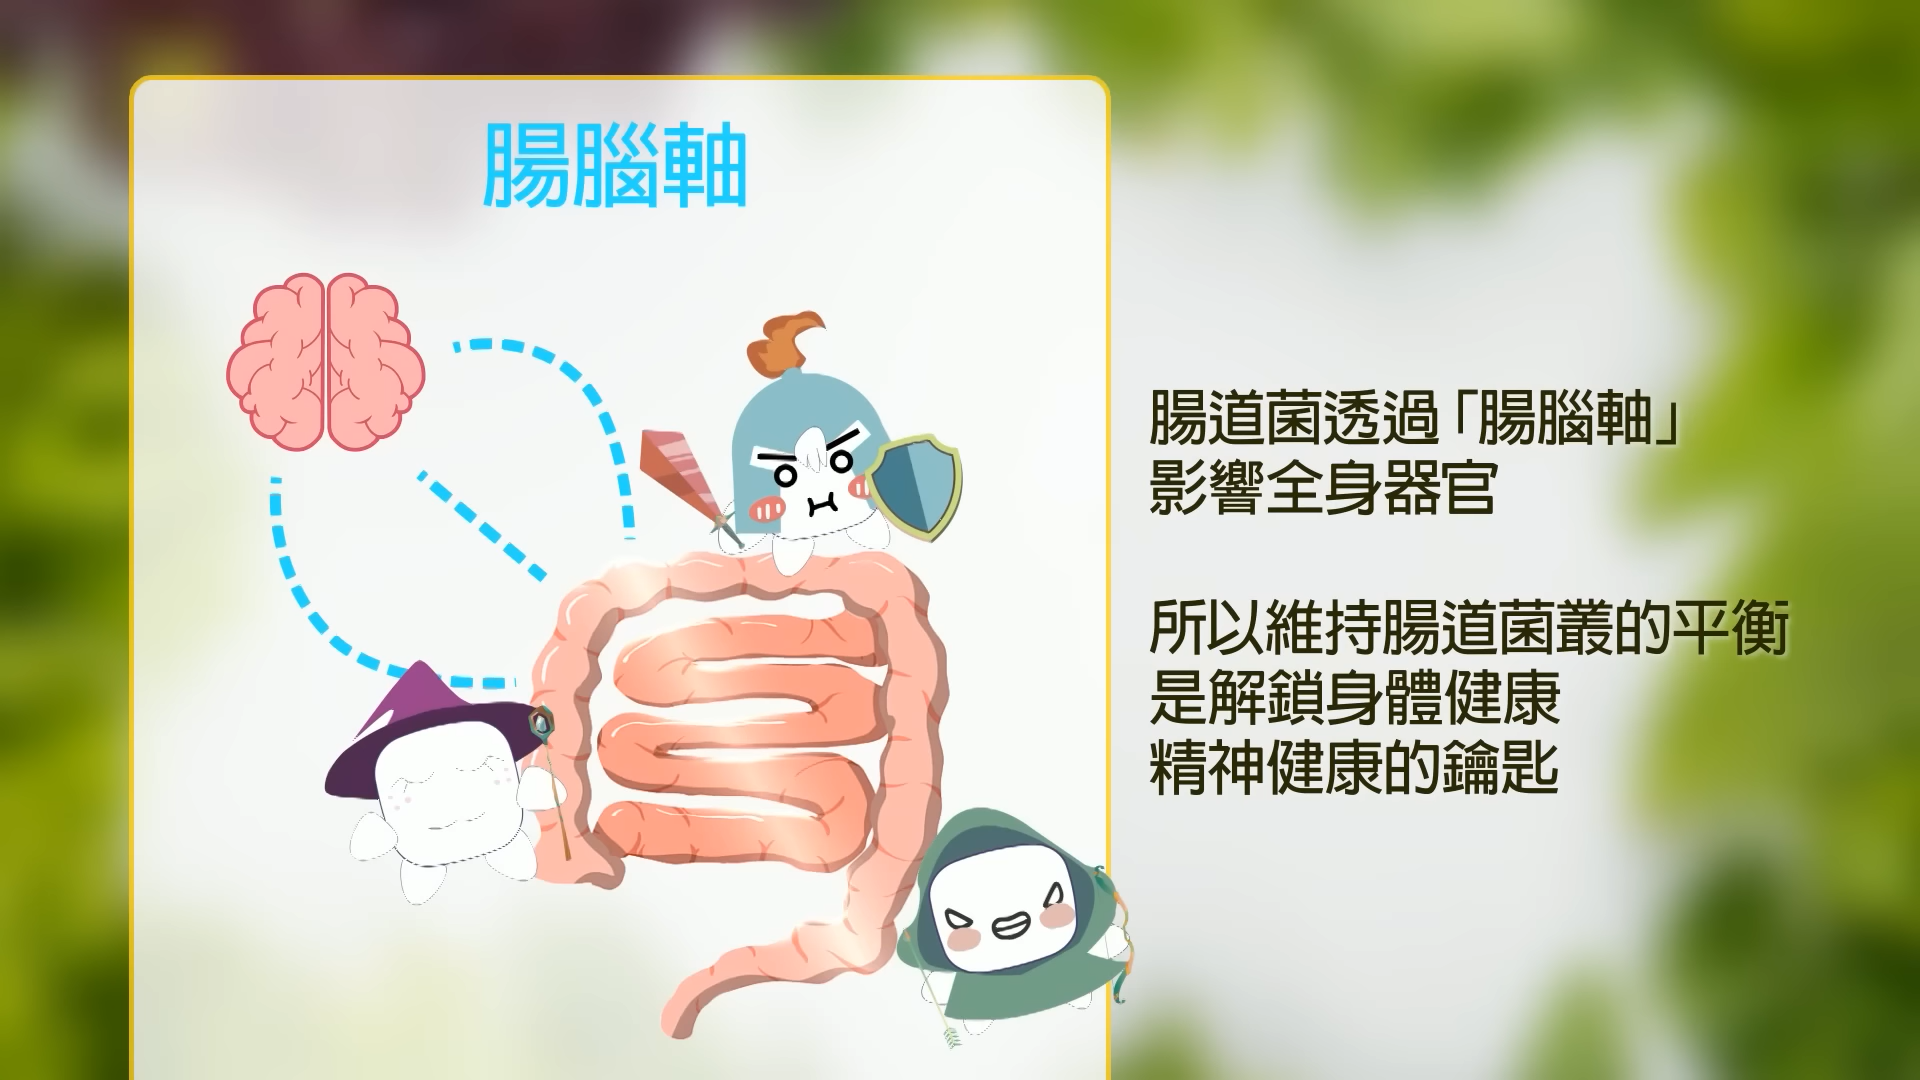 腸腦軸
腸道菌透過「腸腦軸」
影響全身器官
所以維持腸道菌叢的平衡
是解鎖身體健康
精神健康的鑰匙